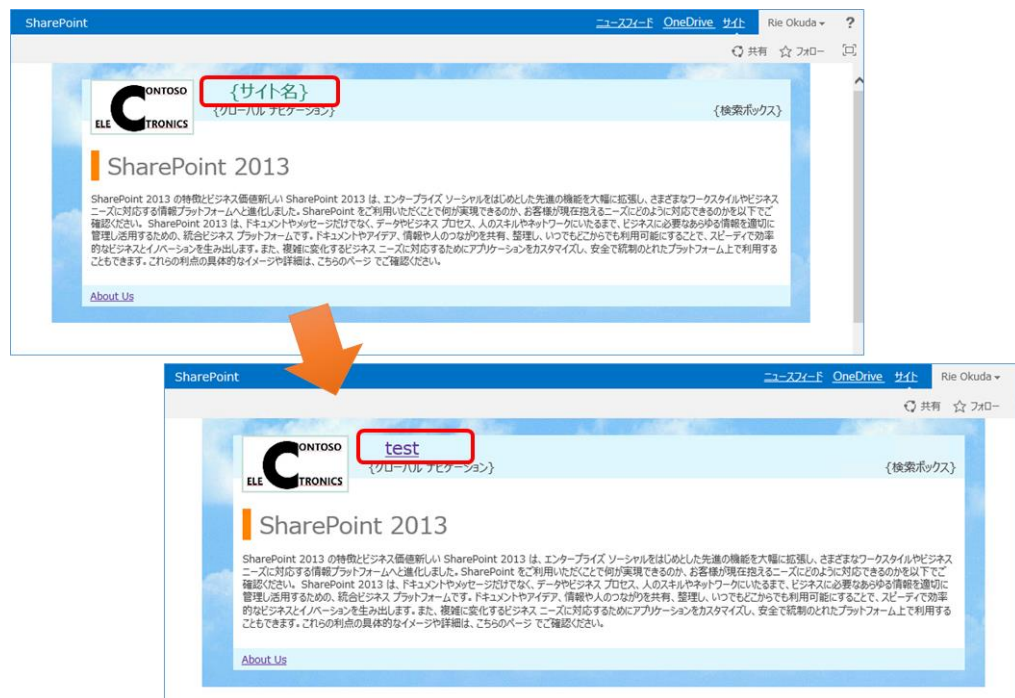 SharePoint ニュースフィード OneDrive サイト Rie Okuda ?
共有 フォロー
CONTOSO
ELECTRONICS
{サイト名}
{グローバル ナビゲーション} {検索ボックス}
SharePoint 2013
SharePoint 2013 の特徴とビジネス価値新しい SharePoint 2013 は、エンタープライズ ソーシャルをはじめとした先進の機能を大幅に拡張し、さまざまなワークスタイルやビジネス
ニーズに対応する情報プラットフォームへと進化しました。SharePoint をご利用いただくことで何が実現できるのか、お客様が現在抱えるニーズにどのように対応できるのかを以下でご
確認ください。 SharePoint 2013 は、ドキュメントやメッセージだけでなく、データやビジネス プロセス、人のスキルやネットワークにいたるまで、ビジネスに必要なあらゆる情報を適切に
管理し活用するための、統合ビジネス プラットフォームです。ドキュメントやアイデア、情報や人のつながりを共有、整理し、いつでもどこからでも利用可能にすることで、スピーディで効率
的なビジネスとイノベーションを生み出します。また、複雑に変化するビジネス ニーズに対応するためにアプリケーションをカスタマイズし、安全で統制のとれたプラットフォーム上で利用する
こともできます。これらの利点の具体的なイメージや詳細は、こちらのページ でご確認ください。
About Us
SharePoint ニュースフィード OneDrive サイト Rie Okuda
共有 フォロー
CONTOSO
ELECTRONICS
test
{グローバル ナビゲーション} {検索ボックス}
SharePoint 2013
SharePoint 2013 の特徴とビジネス価値新しい SharePoint 2013 は、エンタープライズ ソーシャルをはじめとした先進の機能を大幅に拡張し、さまざまなワークスタイルやビジネス
ニーズに対応する情報プラットフォームへと進化しました。SharePoint をご利用いただくことで何が実現できるのか、お客様が現在抱えるニーズにどのように対応できるのかを以下でご
確認ください。 SharePoint 2013 は、ドキュメントやメッセージだけでなく、データやビジネス プロセス、人のスキルやネットワークにいたるまで、ビジネスに必要なあらゆる情報を適切に
管理し活用するための、統合ビジネス プラットフォームです。ドキュメントやアイデア、情報や人のつながりを共有、整理し、いつでもどこからでも利用可能にすることで、スピーディで効率
的なビジネスとイノベーションを生み出します。また、複雑に変化するビジネス ニーズに対応するためにアプリケーションをカスタマイズし、安全で統制のとれたプラットフォーム上で利用する
こともできます。これらの利点の具体的なイメージや詳細は、こちらのページ でご確認ください。
About Us